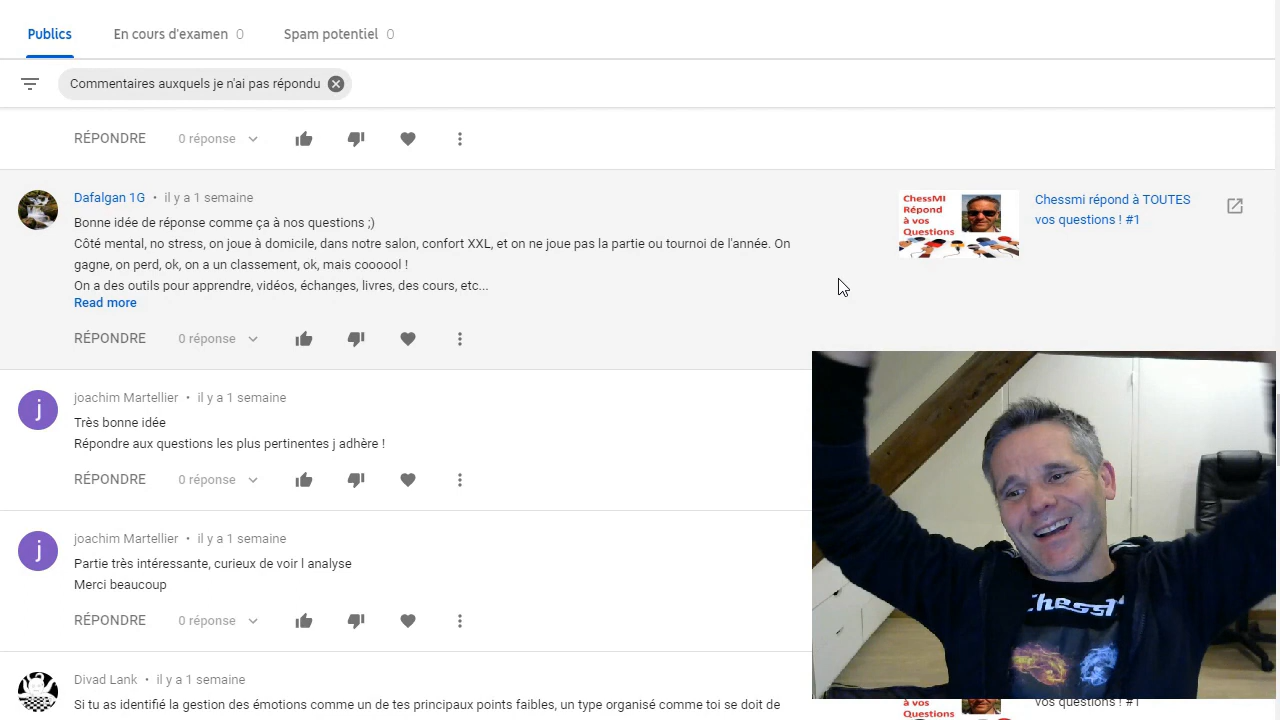 Publics
En cours d'examen 0
Spam potentiel 0
Commentaires auxquels je n'ai pas répondu
RÉPONDRE 0 réponse
Dafalgan 1G • il y a 1 semaine
Bonne idée de réponse comme ça à nos questions ;)
Côté mental, no stress, on joue à domicile, dans notre salon, confort XXL, et on ne joue pas la partie ou tournoi de l'année. On
gagne, on perd, ok, on a un classement, ok, mais coooool !
On a des outils pour apprendre, vidéos, échanges, livres, des cours, etc...
Read more
RÉPONDRE 0 réponse
ChessMI
Répond
à vos
Questions
Chessmi répond à TOUTES
vos questions ! #1
joachim Martellier • il y a 1 semaine
Très bonne idée
Répondre aux questions les plus pertinentes j adhère !
RÉPONDRE 0 réponse
joachim Martellier • il y a 1 semaine
Partie très intéressante, curieux de voir l analyse
Merci beaucoup
RÉPONDRE 0 réponse
Divad Lank • il y a 1 semaine
Si tu as identifié la gestion des émotions comme un de tes principaux points faibles, un type organisé comme toi se doit de
à vos
vos questions ! #1